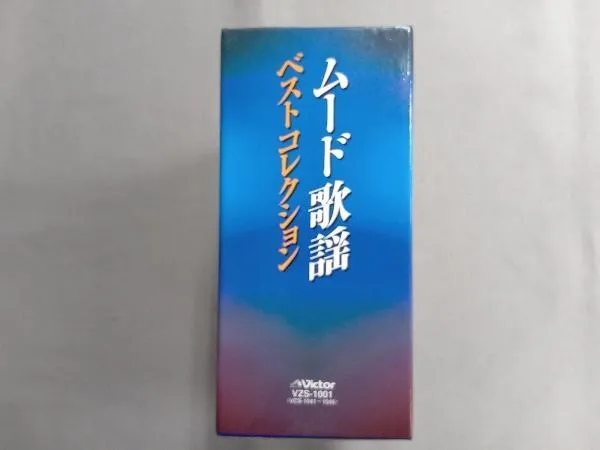 ムード歌謡
ベストコレクション
Victor
VZS-1001